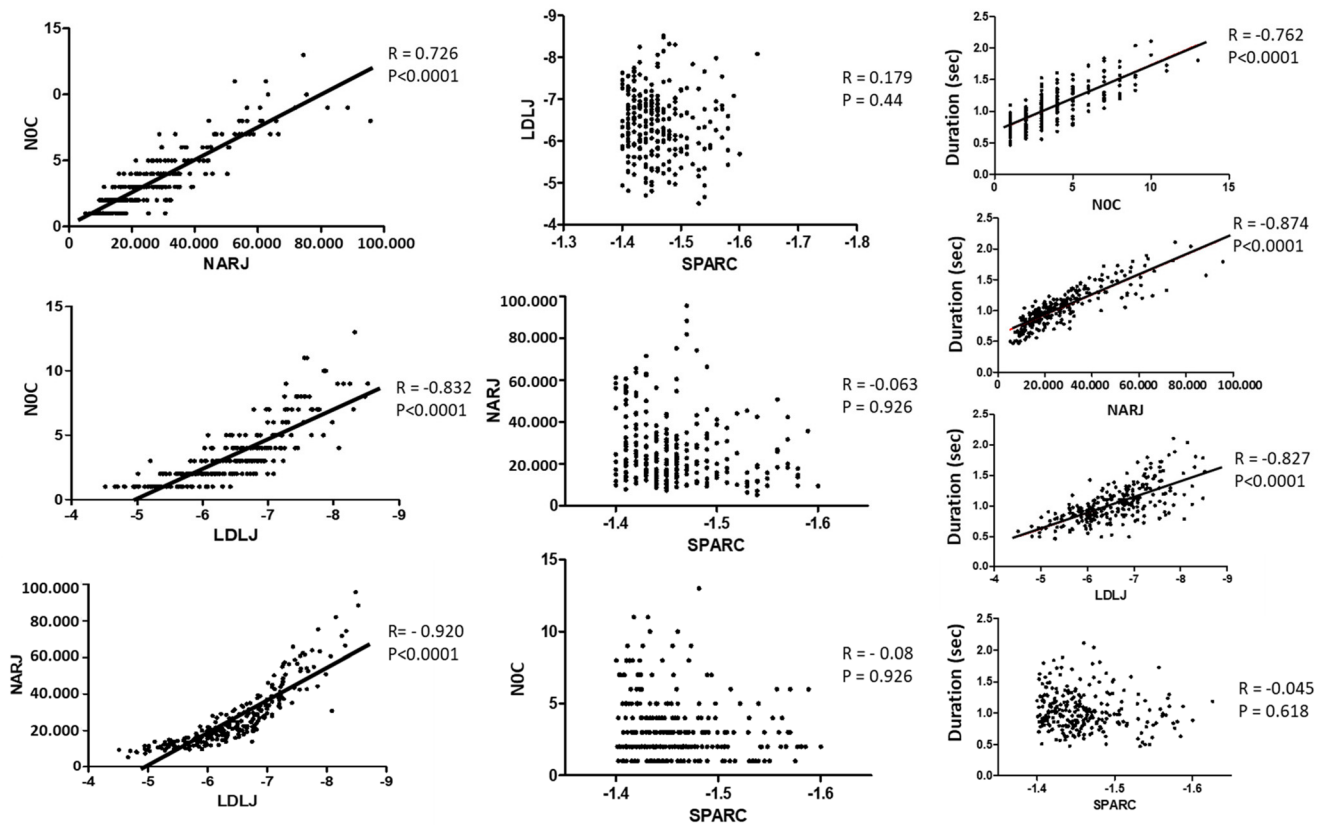 15
0
5
0
N0C
0
20.000
40.000
60.000
80.000
100.000
NARJ
R = 0.726
P<0.0001
-9
-8
-7
-6
-5
-4
LDLJ
-1.3
-1.4
-1.5
-1.6
-1.7
-1.8
SPARC
R = 0.179
P = 0.44
2.5
2.0
1.5
1.0
0.5
0.0
Duration (sec)
0
5
10
15
N0C
R = -0.762
P<0.0001
2.5
2.0
1.5
1.0
0.5
0.0
Duration (sec)
0
20.000
40.000
60.000
80.000
100.000
NARJ
R = -0.874
P<0.0001
15
10
5
0
N0C
-4
-5
-6
-7
-8
-9
LDLJ
R = -0.832
P<0.0001
100.000
80.000
60.000
40.000
20.000
0
NARJ
-1.4
-1.5
-1.6
SPARC
R = -0.063
P = 0.926
2.5
2.0
1.5
1.0
0.5
0.0
Duration (sec)
-4
-5
-6
-7
-8
-9
LDLJ
R = -0.827
P<0.0001
100.000
80.000
60.000
40.000
20.000
0
NARJ
-4
-5
-6
-7
-8
-9
LDLJ
R= - 0.920
P<0.0001
15
10
5
0
N0C
-1.4
-1.5
-1.6
SPARC
R = - 0.08
P = 0.926
2.5
2.0
1.5
1.0
0.5
0.0
Duration (sec)
-1.4
-1.5
-1.6
SPARC
R = -0.045
P = 0.618